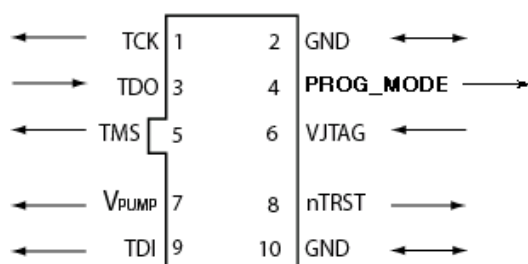 TCK 1 2 GND
TDO 3 4 PROG_MODE
TMS 5 6 VJTAG
VPUMP 7 8 nTRST
TDI 9 10 GND